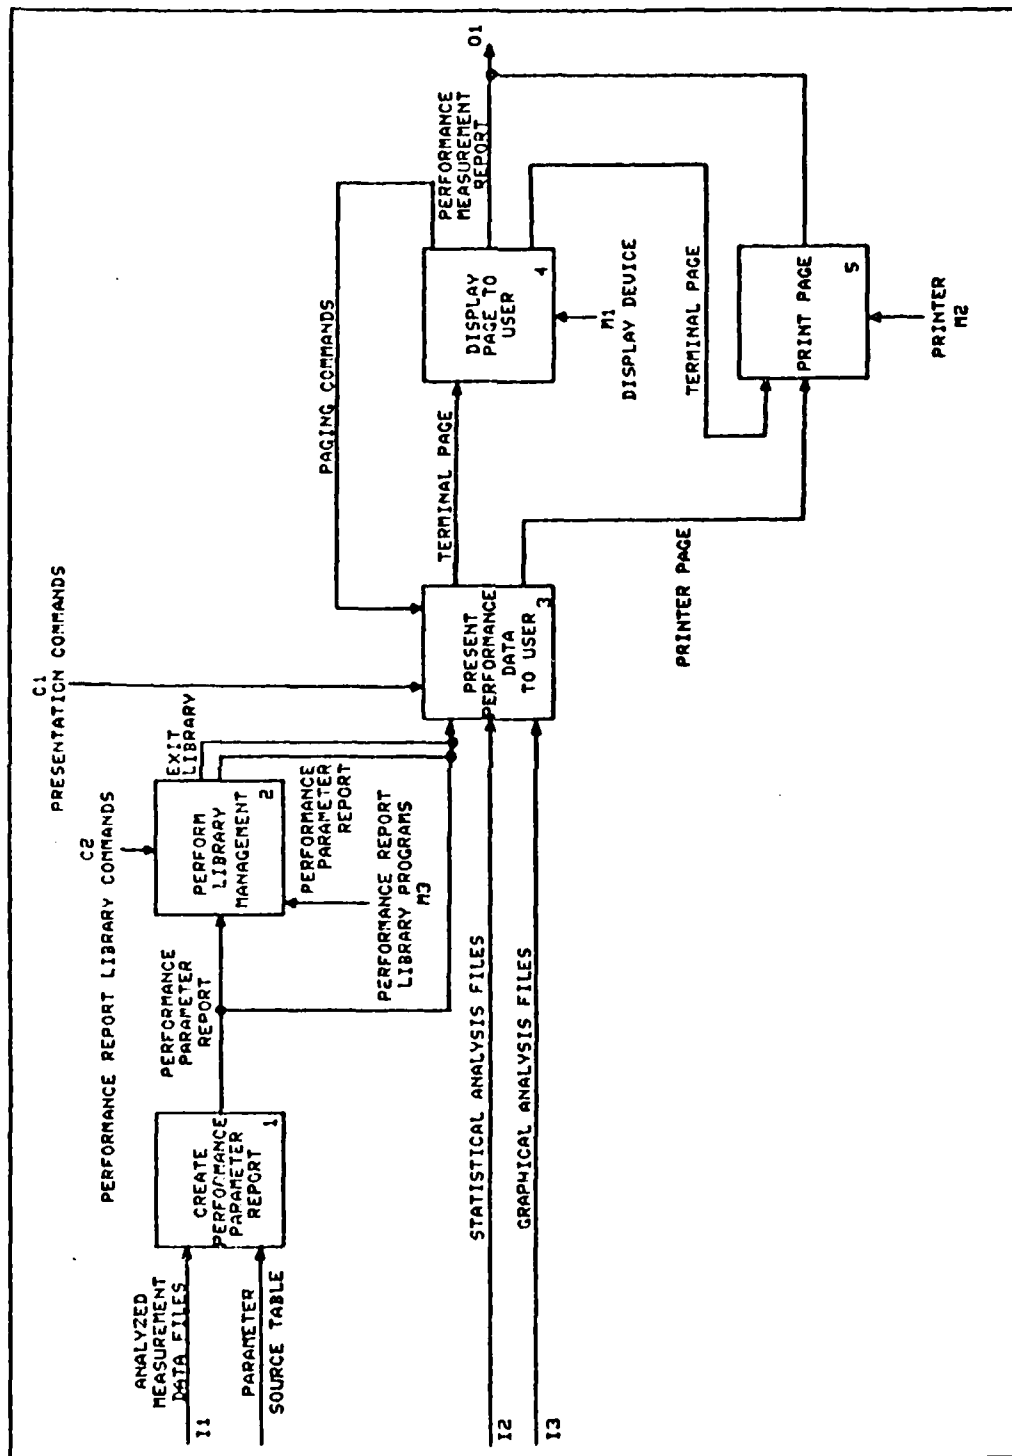 ANALYZED
MEASUREMENT
DATA FILES
I1
PARAMETER
SOURCE TABLE
CREATE
PERFORMANCE
PARAMETER
REPORT
1
PERFORMANCE
PARAMETER
REPORT
PERFORMANCE REPORT LIBRARY COMMANDS
C2
PERFORM
LIBRARY
MANAGEMENT
2
EXIT
LIBRARY
PERFORMANCE
PARAMETER
REPORT
PERFORMANCE REPORT
LIBRARY PROGRAMS
M3
C1
PRESENTATION COMMANDS
I2
STATISTICAL ANALYSIS FILES
I3
GRAPHICAL ANALYSIS FILES
PRESENT
PERFORMANCE
DATA
TO USER
3
PAGING COMMANDS
TERMINAL PAGE
PRINTER PAGE
DISPLAY
PAGE TO
USER
4
M1
DISPLAY DEVICE
PERFORMANCE
MEASUREMENT
REPORT
O1
TERMINAL PAGE
PRINT PAGE
5
PRINTER
M2